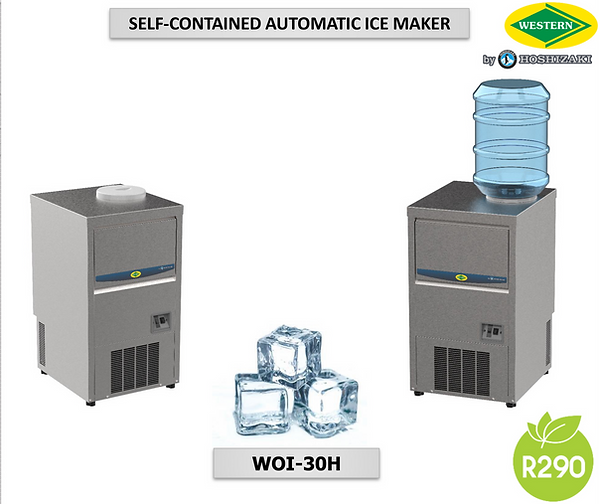 SELF-CONTAINED AUTOMATIC ICE MAKER
WESTERN
by HOSHIZAKI
WOI-30H
R290